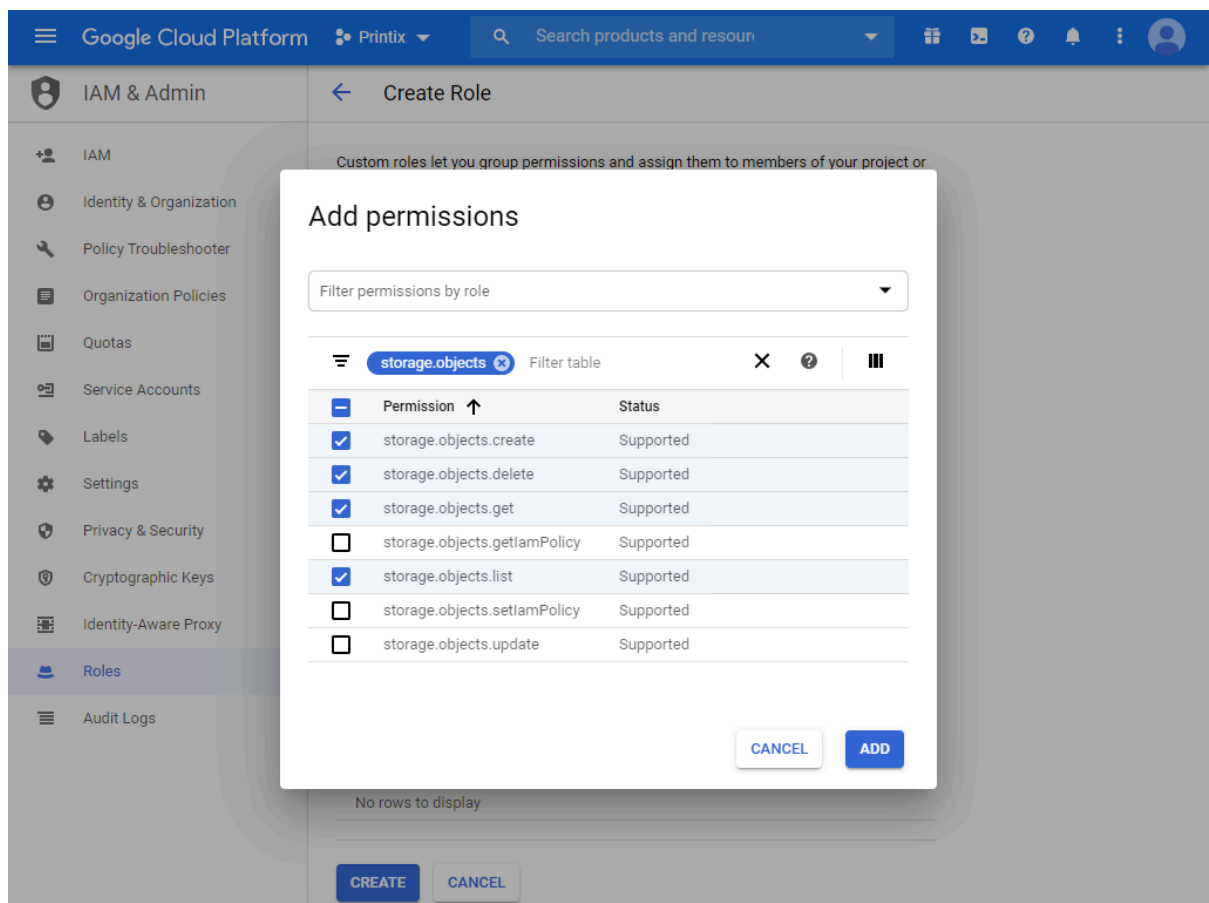 Google Cloud Platform Printix Search products and resour
IAM & Admin
Create Role
IAM
Identity & Organization
Policy Troubleshooter
Organization Policies
Quotas
Service Accounts
Labels
Settings
Privacy & Security
Cryptographic Keys
Identity-Aware Proxy
Roles
Audit Logs
Custom roles let you group permissions and assign them to members of your project or
Add permissions
Filter permissions by role
storage.objects Filter table
Permission Status
storage.objects.create Supported
storage.objects.delete Supported
storage.objects.get Supported
storage.objects.getIamPolicy Supported
storage.objects.list Supported
storage.objects.setIamPolicy Supported
storage.objects.update Supported
CANCEL ADD
No rows to display
CREATE CANCEL